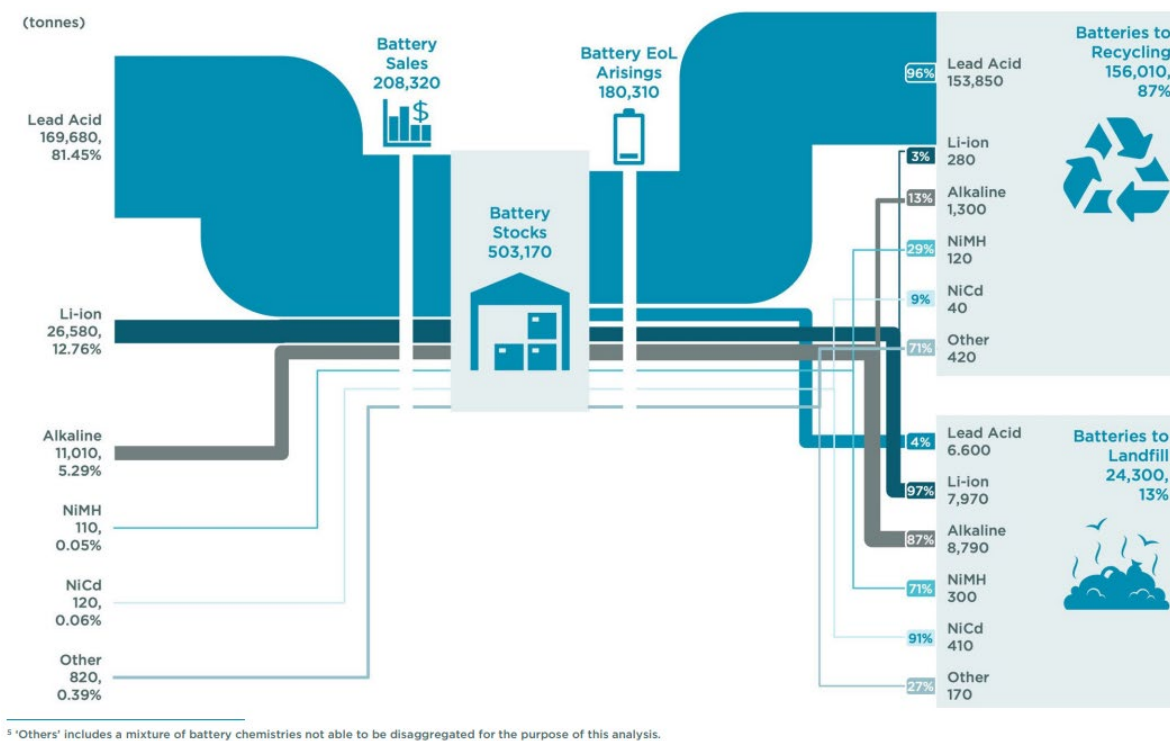 (tonnes)
Lead Acid
169,680,
81.45%
Li-ion
26,580,
12.76%
Alkaline
11,010,
5.29%
NiMH
110,
0.05%
NiCd
120,
0.06%
Other
820,
0.39%
Battery
Sales
208,320
$
Battery
Stocks
503,170
Battery EoL
Arisings
180,310
Batteries to
Recycling
156,010,
87%
96%
Lead Acid
153,850
3%
Li-ion
280
13%
Alkaline
1,300
29%
NiMH
120
9%
NiCd
40
71%
Other
420
Batteries to
Landfill
24,300,
13%
4%
Lead Acid
6.600
97%
Li-ion
7,970
87%
Alkaline
8,790
71%
NiMH
300
91%
NiCd
410
27%
Other
170
⁵ 'Others' includes a mixture of battery chemistries not able to be disaggregated for the purpose of this analysis.